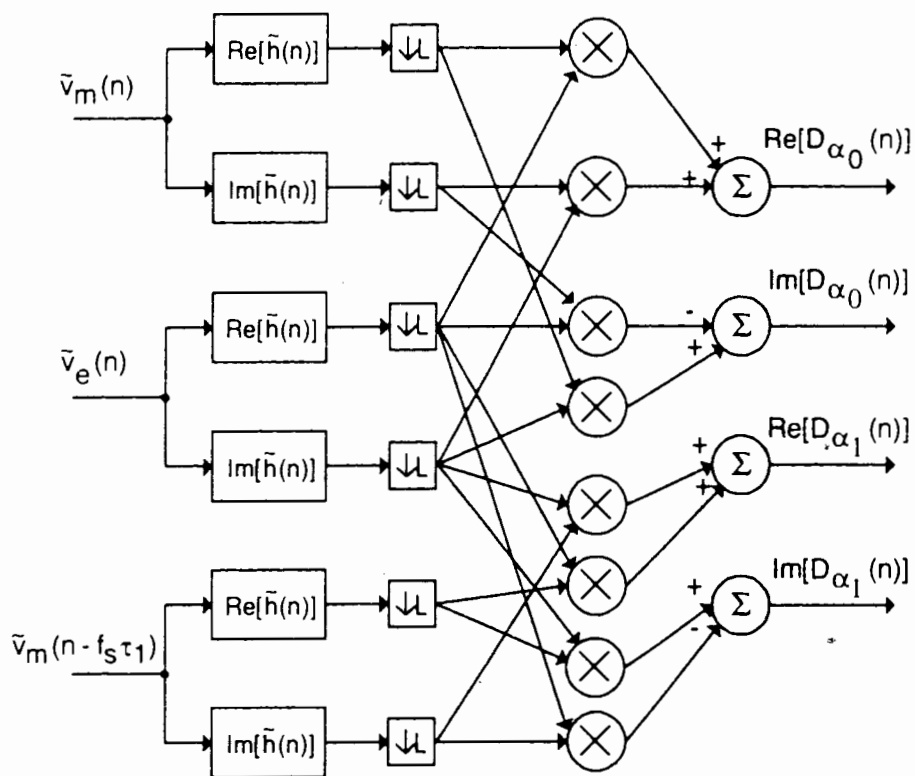 ṽm(n)
Re[h̃(n)]
↓L
Im[h̃(n)]
↓L
ṽe(n)
Re[h̃(n)]
↓L
Im[h̃(n)]
↓L
ṽm(n - fsτ1)
Re[h̃(n)]
↓L
Im[h̃(n)]
↓L
+
+
Σ
Re[Dα0(n)]
-
+
Σ
Im[Dα0(n)]
+
+
Σ
Re[Dα1(n)]
+
-
Σ
Im[Dα1(n)]